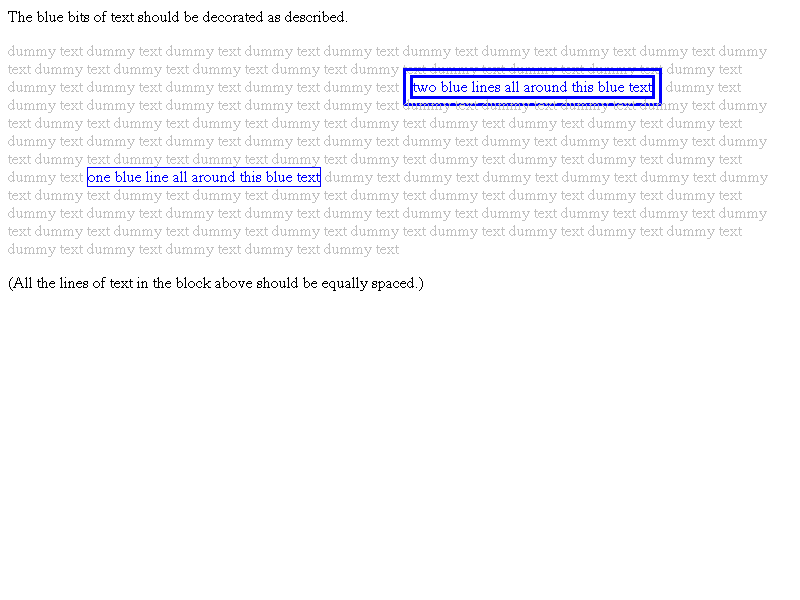 The blue bits of text should be decorated as described.
dummy text dummy text dummy text dummy text dummy text dummy text dummy text dummy text dummy text dummy
text dummy text dummy text dummy text dummy text dummy text dummy text dummy text dummy text dummy text
dummy text dummy text dummy text dummy text dummy text two blue lines all around this blue text dummy text
dummy text dummy text dummy text dummy text dummy text dummy text dummy text dummy text dummy text dummy
text dummy text dummy text dummy text dummy text dummy text dummy text dummy text dummy text dummy text
dummy text dummy text dummy text dummy text dummy text dummy text dummy text dummy text dummy text dummy
text dummy text dummy text dummy text dummy text dummy text dummy text dummy text dummy text dummy text
dummy text one blue line all around this blue text dummy text dummy text dummy text dummy text dummy text dummy
text dummy text dummy text dummy text dummy text dummy text dummy text dummy text dummy text dummy text
dummy text dummy text dummy text dummy text dummy text dummy text dummy text dummy text dummy text dummy
text dummy text dummy text dummy text dummy text dummy text dummy text dummy text dummy text dummy text
dummy text dummy text dummy text dummy text dummy text
(All the lines of text in the block above should be equally spaced.)